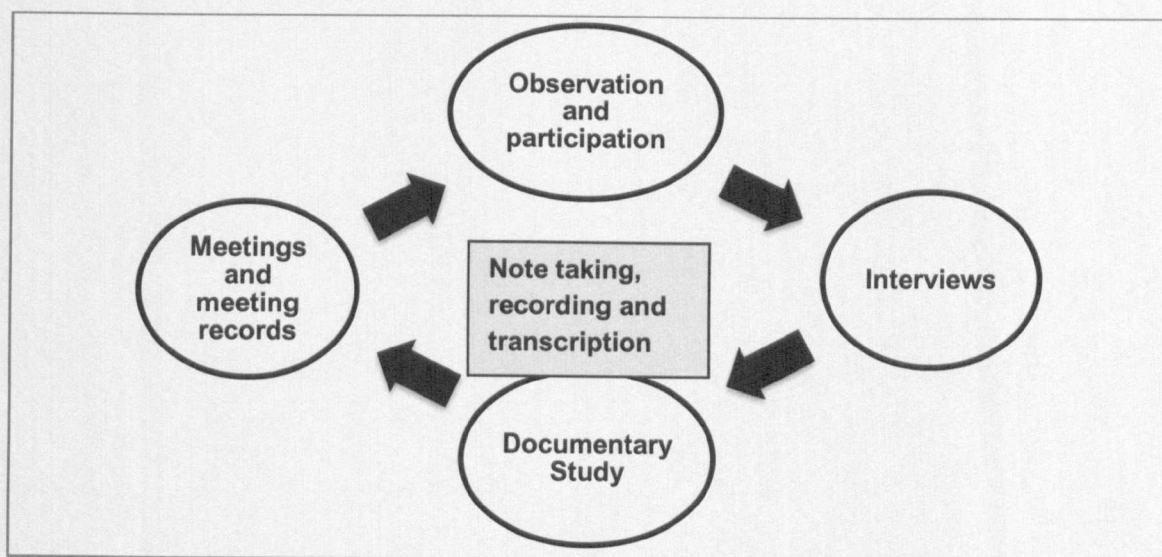 Observation
and
participation
Meetings
and
meeting
records
Note taking,
recording and
transcription
Interviews
Documentary
Study